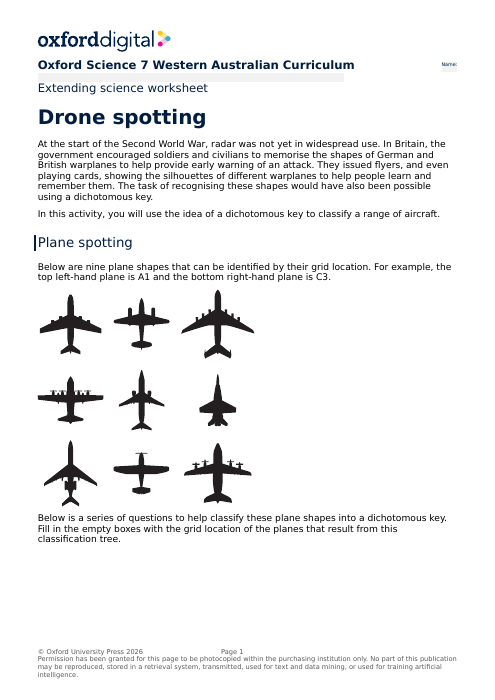 oxforddigital
Oxford Science 7 Western Australian Curriculum
Name:
Extending science worksheet
Drone spotting
At the start of the Second World War, radar was not yet in widespread use. In Britain, the
government encouraged soldiers and civilians to memorise the shapes of German and
British warplanes to help provide early warning of an attack. They issued flyers, and even
playing cards, showing the silhouettes of different warplanes to help people learn and
remember them. The task of recognising these shapes would have also been possible
using a dichotomous key.
In this activity, you will use the idea of a dichotomous key to classify a range of aircraft.
Plane spotting
Below are nine plane shapes that can be identified by their grid location. For example, the
top left-hand plane is A1 and the bottom right-hand plane is C3.
Below is a series of questions to help classify these plane shapes into a dichotomous key.
Fill in the empty boxes with the grid location of the planes that result from this
classification tree.
© Oxford University Press 2026 Page 1
Permission has been granted for this page to be photocopied within the purchasing institution only. No part of this publication
may be reproduced, stored in a retrieval system, transmitted, used for text and data mining, or used for training artificial
intelligence.